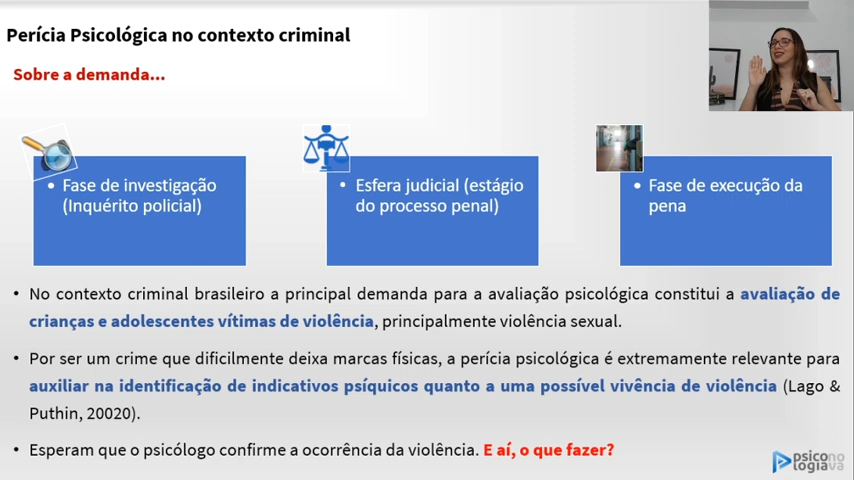 Perícia Psicológica no contexto criminal
Sobre a demanda...
• Fase de investigação
(Inquérito policial)
• Esfera judicial (estágio
do processo penal)
• Fase de execução da
pena
• No contexto criminal brasileiro a principal demanda para a avaliação psicológica constitui a avaliação de
crianças e adolescentes vítimas de violência, principalmente violência sexual.
• Por ser um crime que dificilmente deixa marcas físicas, a perícia psicológica é extremamente relevante para
auxiliar na identificação de indicativos psíquicos quanto a uma possível vivência de violência (Lago &
Puthin, 20020).
• Esperam que o psicólogo confirme a ocorrência da violência. E aí, o que fazer?
psicono
logiava